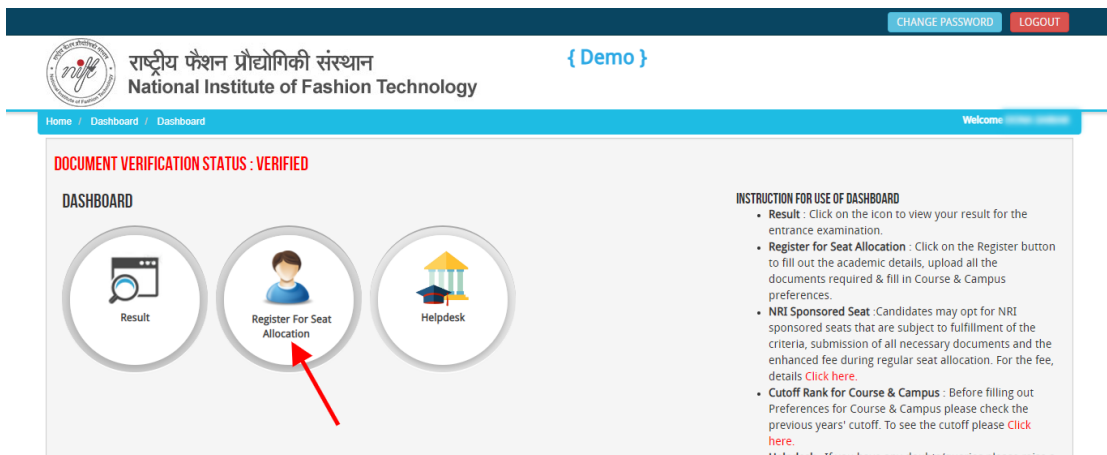 CHANGE PASSWORD LOGOUT
राष्ट्रीय फैशन प्रौद्योगिकी संस्थान
National Institute of Fashion Technology
{ Demo }
Home / Dashboard / Dashboard
Welcome
DOCUMENT VERIFICATION STATUS : VERIFIED
DASHBOARD
Result
Register For Seat
Allocation
Helpdesk
INSTRUCTION FOR USE OF DASHBOARD
• Result : Click on the icon to view your result for the
entrance examination.
• Register for Seat Allocation : Click on the Register button
to fill out the academic details, upload all the
documents required & fill in Course & Campus
preferences.
• NRI Sponsored Seat :Candidates may opt for NRI
sponsored seats that are subject to fulfillment of the
criteria, submission of all necessary documents and the
enhanced fee during regular seat allocation. For the fee,
details Click here.
• Cutoff Rank for Course & Campus : Before filling out
Preferences for Course & Campus please check the
previous years' cutoff. To see the cutoff please Click
here.